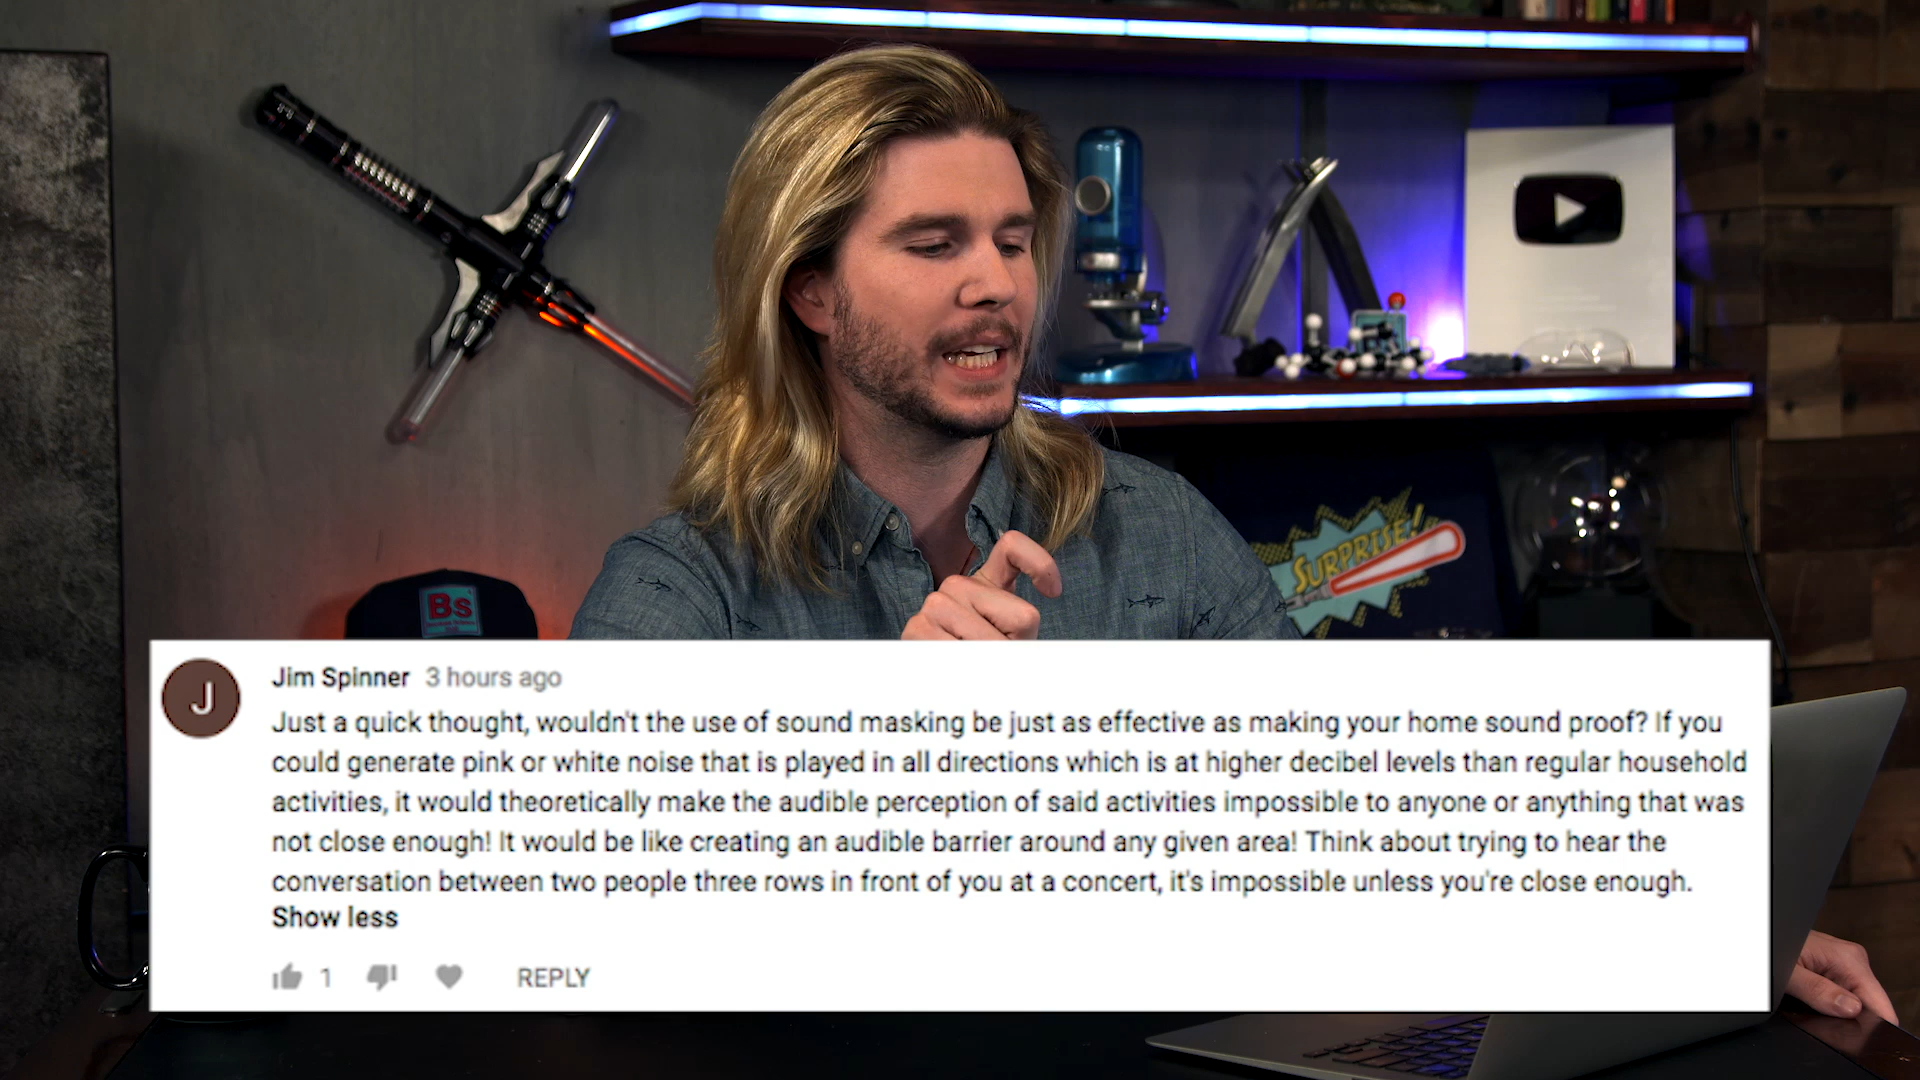 SURPRISE!
Bs
J
Jim Spinner 3 hours ago
Just a quick thought, wouldn't the use of sound masking be just as effective as making your home sound proof? If you
could generate pink or white noise that is played in all directions which is at higher decibel levels than regular household
activities, it would theoretically make the audible perception of said activities impossible to anyone or anything that was
not close enough! It would be like creating an audible barrier around any given area! Think about trying to hear the
conversation between two people three rows in front of you at a concert, it's impossible unless you're close enough.
Show less
1 REPLY